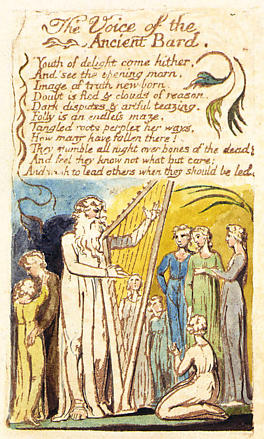 The Voice of the
Ancient Bard.
Youth of delight come hither,
And see the opening morn,
Image of truth new born
Doubt is fled & clouds of reason.
Dark disputes & artful teazing.
Folly is an endless maze,
Tangled roots perplex her ways,
How many have fallen there!
They stumble all night over bones of the dead;
And feel they know not what but care;
And wish to lead others when they should be led.